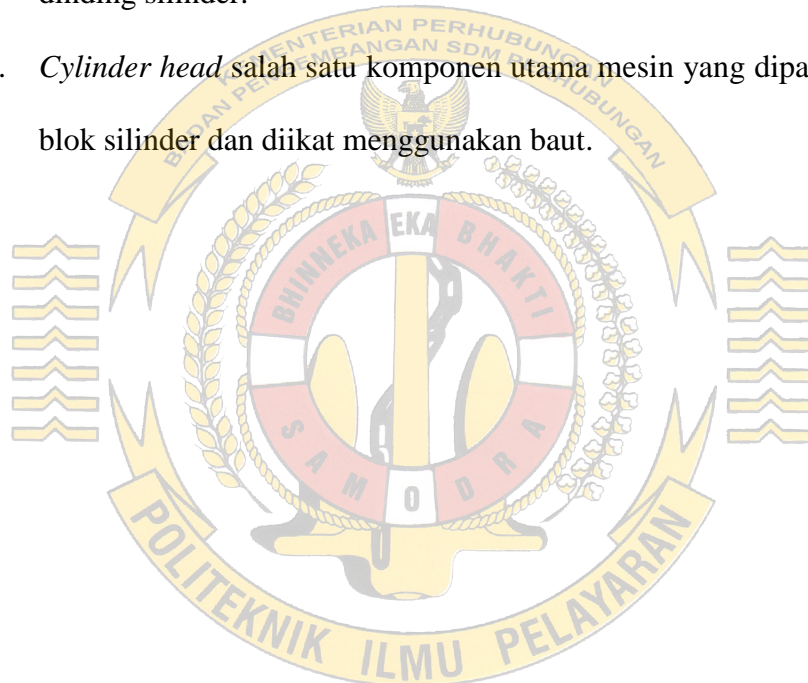 dinding silinder.
. Cylinder head salah satu komponen utama mesin yang dipa
blok silinder dan diikat menggunakan baut.
KEMENTERIAN PERHUBUNGAN
BADAN PENGEMBANGAN SDM PERHUBUNGAN
BHINNEKA EKA BHAKTI
SAMODRA
POLITEKNIK ILMU PELAYARAN